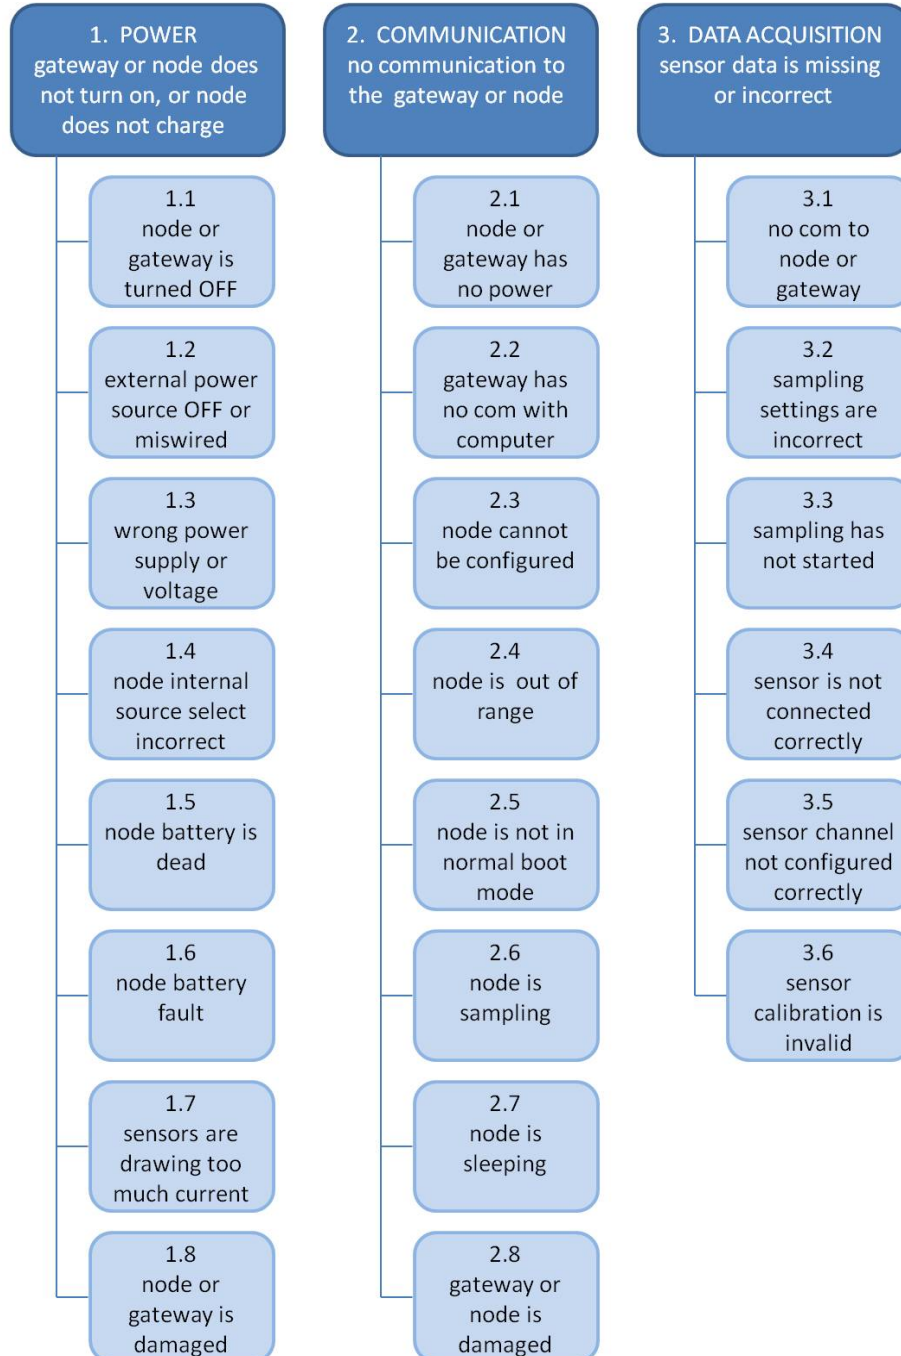 1. POWER
gateway or node does
not turn on, or node
does not charge
1.1
node or
gateway is
turned OFF
1.2
external power
source OFF or
miswired
1.3
wrong power
supply or
voltage
1.4
node internal
source select
incorrect
1.5
node battery is
dead
1.6
node battery
fault
1.7
sensors are
drawing too
much current
1.8
node or
gateway is
damaged
2. COMMUNICATION
no communication to
the gateway or node
2.1
node or
gateway has
no power
2.2
gateway has
no com with
computer
2.3
node cannot
be configured
2.4
node is out of
range
2.5
node is not in
normal boot
mode
2.6
node is
sampling
2.7
node is
sleeping
2.8
gateway or
node is
damaged
3. DATA ACQUISITION
sensor data is missing
or incorrect
3.1
no com to
node or
gateway
3.2
sampling
settings are
incorrect
3.3
sampling has
not started
3.4
sensor is not
connected
correctly
3.5
sensor channel
not configured
correctly
3.6
sensor
calibration is
invalid